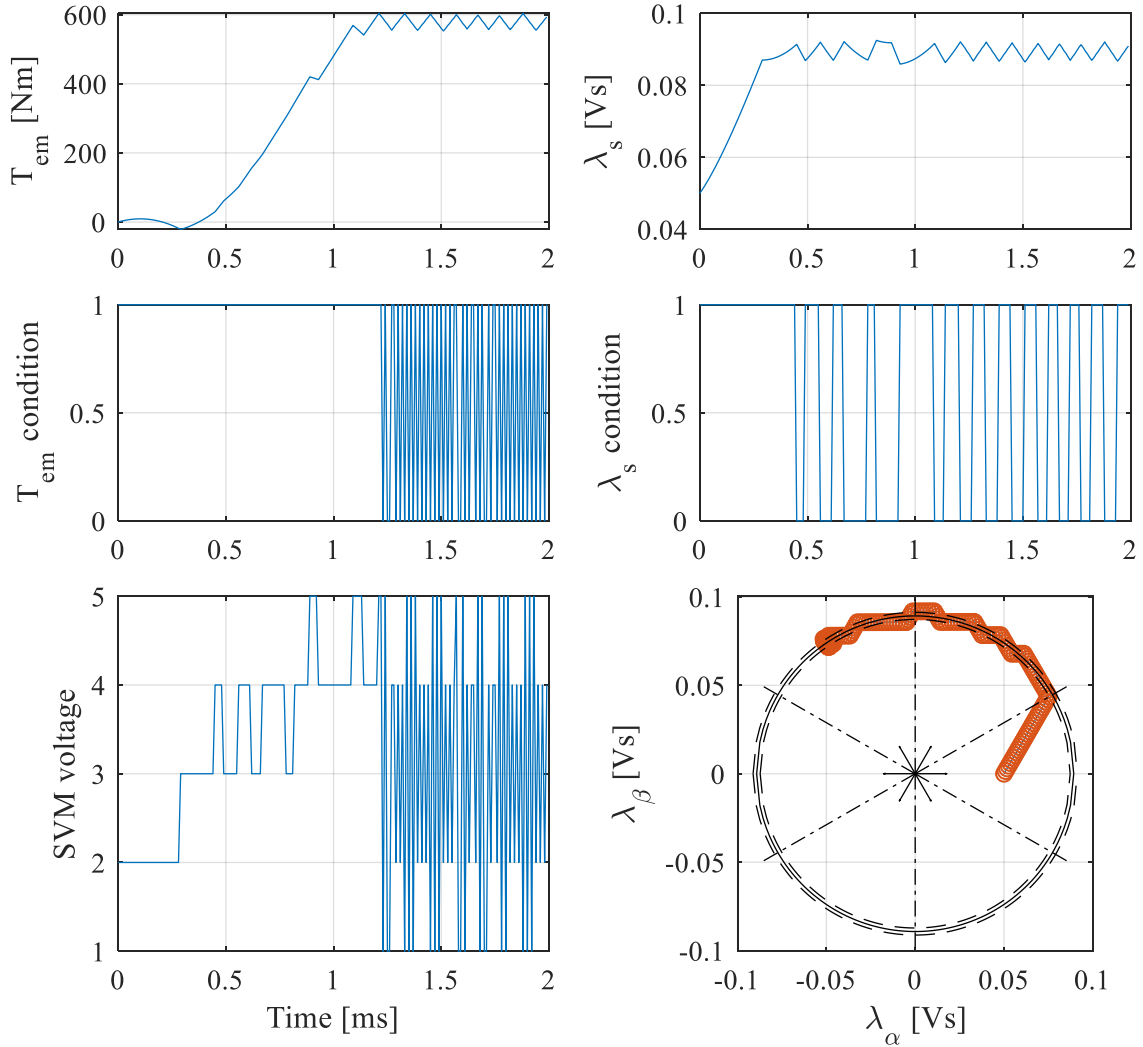 T_em [Nm]
600
400
200
0
0 0.5 1 1.5 2
λ_s [Vs]
0.1
0.08
0.06
0.04
0 0.5 1 1.5 2
T_em condition
1
0.5
0
0 0.5 1 1.5 2
λ_s condition
1
0.5
0
0 0.5 1 1.5 2
SVM voltage
5
4
3
2
1
0 0.5 1 1.5 2
Time [ms]
λ_β [Vs]
0.1
0.05
0
-0.05
-0.1
-0.1 -0.05 0 0.05 0.1
λ_α [Vs]